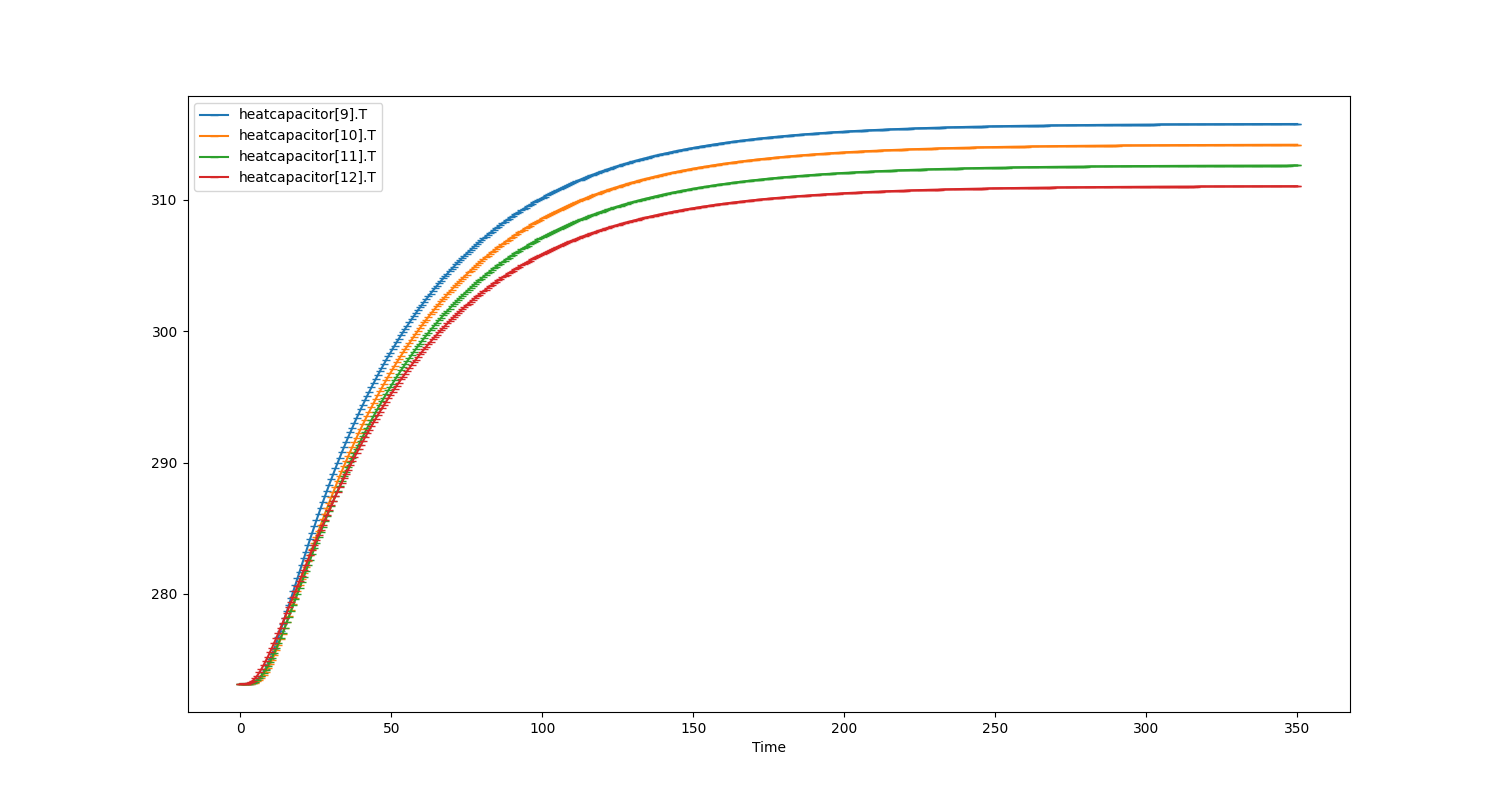 heatcapacitor[9].T
heatcapacitor[10].T
heatcapacitor[11].T
heatcapacitor[12].T
310
300
290
280
0 50 100 150 200 250 300 350
Time